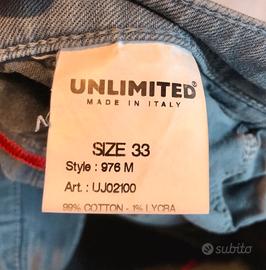 UNLIMITED®
MADE IN ITALY
SIZE 33
Style : 976 M
Art. : UJ02100
99% COTTON - 1% LYCRA
subito